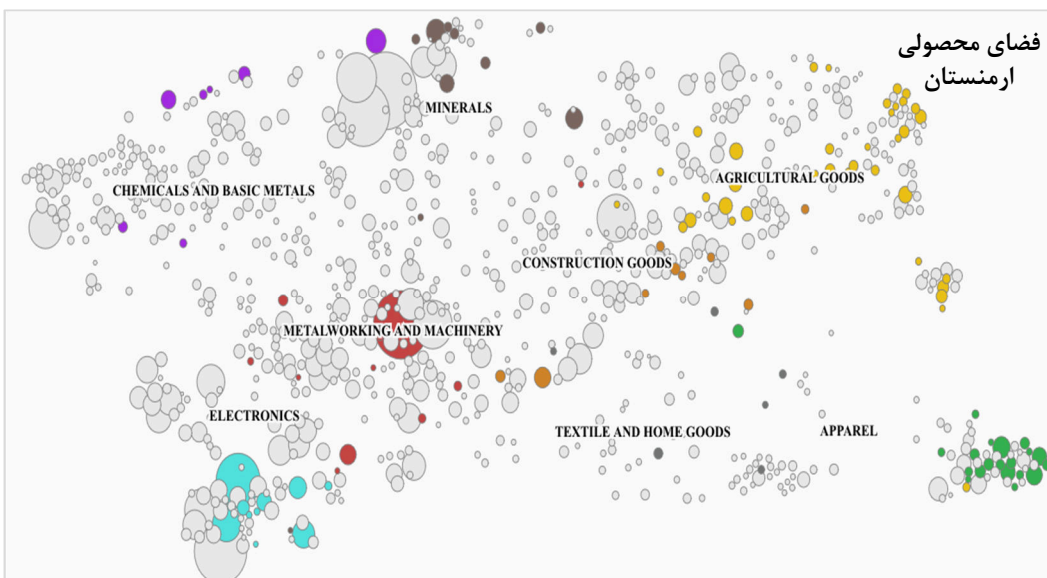 فضای محصولی
ارمنستان
MINERALS
CHEMICALS AND BASIC METALS
AGRICULTURAL GOODS
CONSTRUCTION GOODS
METALWORKING AND MACHINERY
ELECTRONICS
TEXTILE AND HOME GOODS
APPAREL